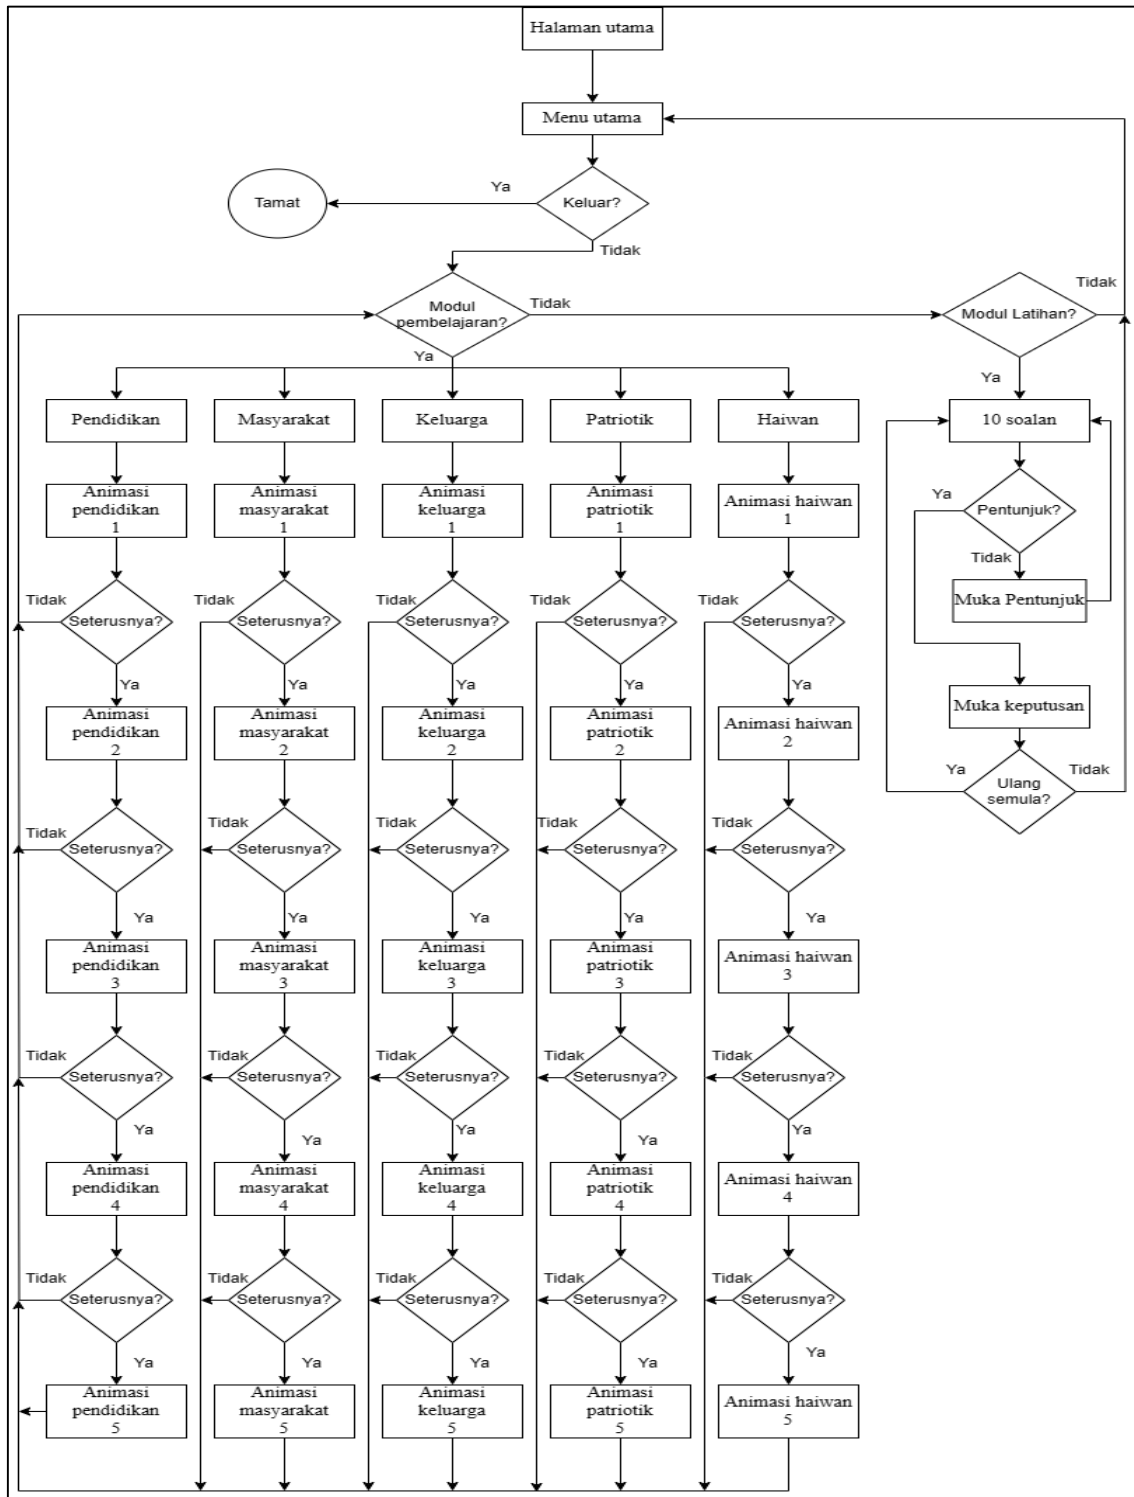 Halaman utama
Menu utama
Ya
Keluar?
Tamat
Tidak
Modul
pembelajaran?
Tidak
Modul Latihan?
Tidak
Ya
Ya
Pendidikan
Masyarakat
Keluarga
Patriotik
Haiwan
10 soalan
Animasi
pendidikan
1
Animasi
masyarakat
1
Animasi
keluarga
1
Animasi
patriotik
1
Animasi haiwan
1
Ya
Pentunjuk?
Tidak
Muka Pentunjuk
Tidak
Seterusnya?
Tidak
Seterusnya?
Tidak
Seterusnya?
Tidak
Seterusnya?
Tidak
Seterusnya?
Ya
Ya
Ya
Ya
Ya
Animasi
pendidikan
2
Animasi
masyarakat
2
Animasi
keluarga
2
Animasi
patriotik
2
Animasi haiwan
2
Muka keputusan
Ya
Ulang
semula?
Tidak
Tidak
Seterusnya?
Tidak
Seterusnya?
Tidak
Seterusnya?
Tidak
Seterusnya?
Tidak
Seterusnya?
Ya
Ya
Ya
Ya
Ya
Animasi
pendidikan
3
Animasi
masyarakat
3
Animasi
keluarga
3
Animasi
patriotik
3
Animasi haiwan
3
Tidak
Seterusnya?
Tidak
Seterusnya?
Tidak
Seterusnya?
Tidak
Seterusnya?
Tidak
Seterusnya?
Ya
Ya
Ya
Ya
Ya
Animasi
pendidikan
4
Animasi
masyarakat
4
Animasi
keluarga
4
Animasi
patriotik
4
Animasi haiwan
4
Tidak
Seterusnya?
Tidak
Seterusnya?
Tidak
Seterusnya?
Tidak
Seterusnya?
Tidak
Seterusnya?
Ya
Ya
Ya
Ya
Ya
Animasi
pendidikan
5
Animasi
masyarakat
5
Animasi
keluarga
5
Animasi
patriotik
5
Animasi haiwan
5